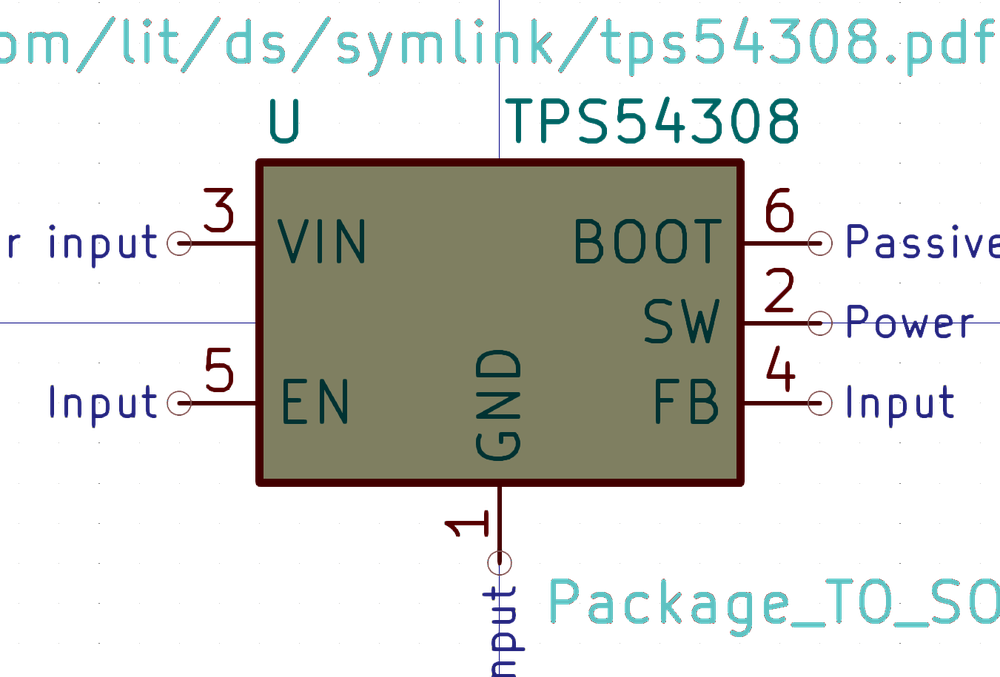 om/lit/ds/symlink/tps54308.pdf
U TPS54308
3 6
r input VIN BOOT Passive
2
SW Power
5 4
Input EN FB Input
GND
1
Package_TO_SO
nput